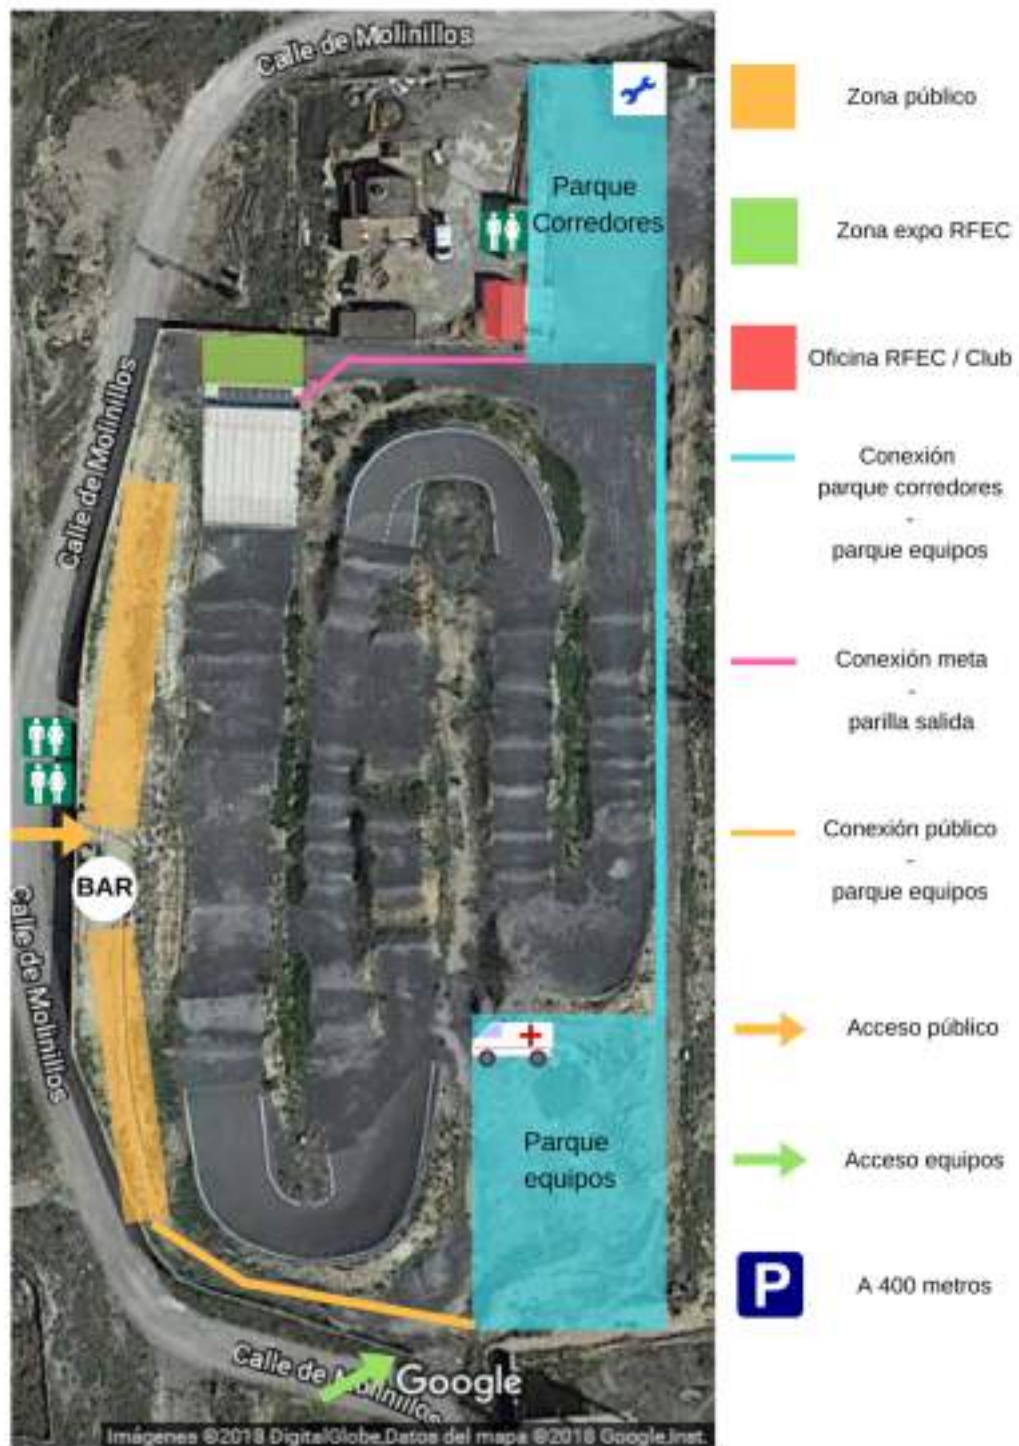 Calle de Molinillos
Parque
Corredores
Calle de Molinillos
BAR
Calle de Molinillos
Parque
equipos
Calle de Molinillos
Google
Imágenes ©2018 DigitalGlobe,Datos del mapa ©2018 Google,Inst.
Zona público
Zona expo RFEC
Oficina RFEC / Club
Conexión
parque corredores
-
parque equipos
Conexión meta
-
parilla salida
Conexión público
-
parque equipos
Acceso público
Acceso equipos
P
A 400 metros